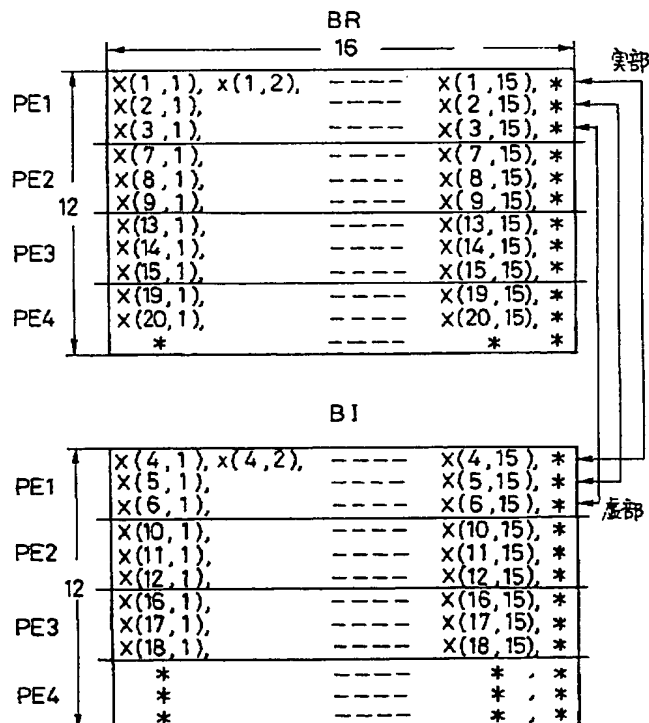 BR
16
実部
PE1
X(1,1), X(1,2), ---- X(1,15), *
X(2,1), ---- X(2,15), *
X(3,1), ---- X(3,15), *
PE2
X(7,1), ---- X(7,15), *
X(8,1), ---- X(8,15), *
X(9,1), ---- X(9,15), *
12
PE3
X(13,1), ---- X(13,15), *
X(14,1), ---- X(14,15), *
X(15,1), ---- X(15,15), *
PE4
X(19,1), ---- X(19,15), *
X(20,1), ---- X(20,15), *
* ---- * *
BI
PE1
X(4,1), X(4,2), ---- X(4,15), *
X(5,1), ---- X(5,15), *
X(6,1), ---- X(6,15), *
虚部
PE2
X(10,1), ---- X(10,15), *
X(11,1), ---- X(11,15), *
X(12,1), ---- X(12,15), *
12
PE3
X(16,1), ---- X(16,15), *
X(17,1), ---- X(17,15), *
X(18,1), ---- X(18,15), *
PE4
* ---- * , *
* ---- * , *
* ---- * , *